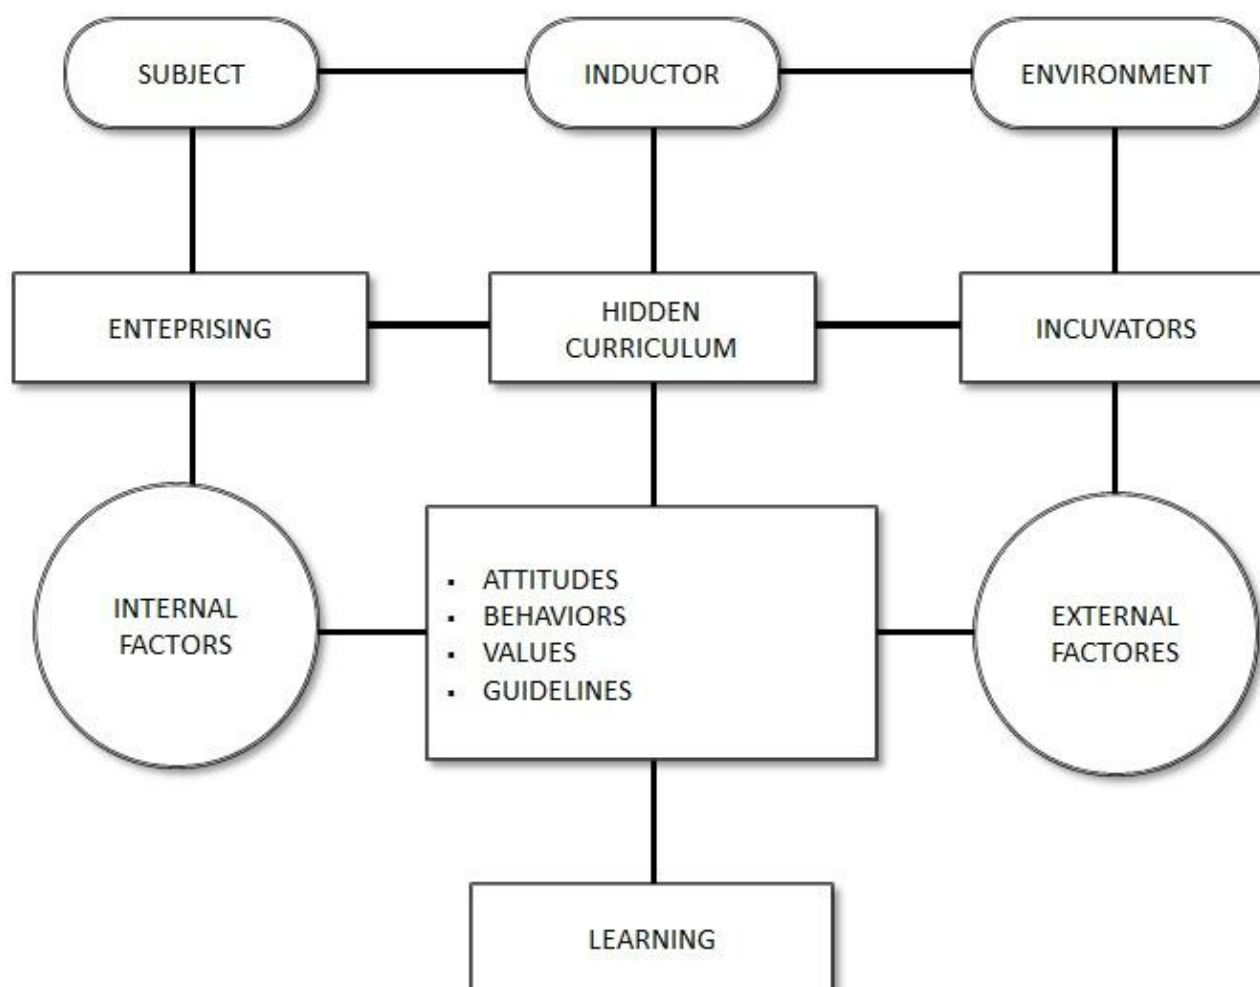 SUBJECT
INDUCTOR
ENVIRONMENT
ENTEPRISING
HIDDEN
CURRICULUM
INCUVATORS
INTERNAL
FACTORS
▪ ATTITUDES
▪ BEHAVIORS
▪ VALUES
▪ GUIDELINES
EXTERNAL
FACTORES
LEARNING